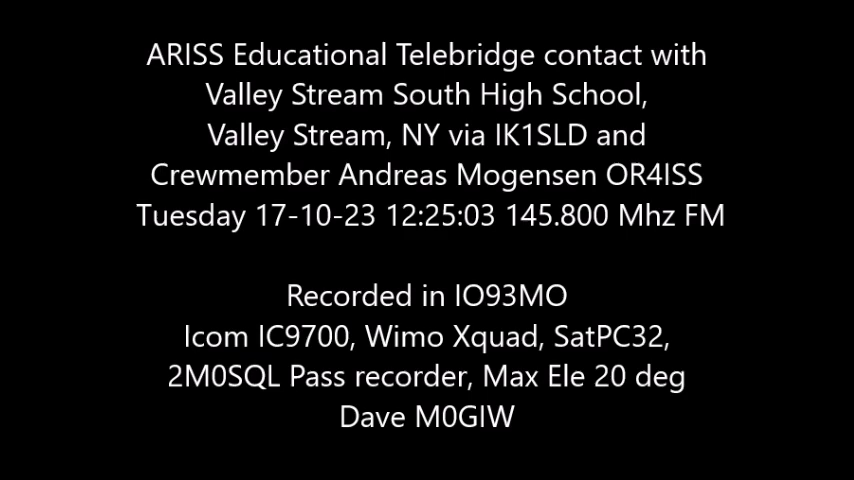 ARISS Educational Telebridge contact with
Valley Stream South High School,
Valley Stream, NY via IK1SLD and
Crewmember Andreas Mogensen OR4ISS
Tuesday 17-10-23 12:25:03 145.800 Mhz FM
Recorded in IO93MO
Icom IC9700, Wimo Xquad, SatPC32,
2M0SQL Pass recorder, Max Ele 20 deg
Dave M0GIW